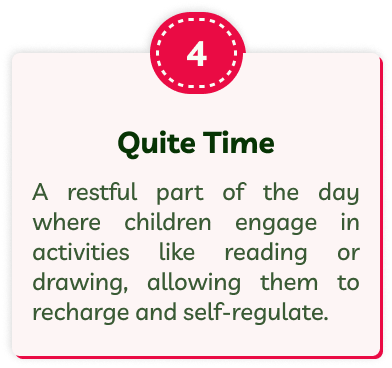 4
Quite Time
A restful part of the day
where children engage in
activities like reading or
drawing, allowing them to
recharge and self-regulate.